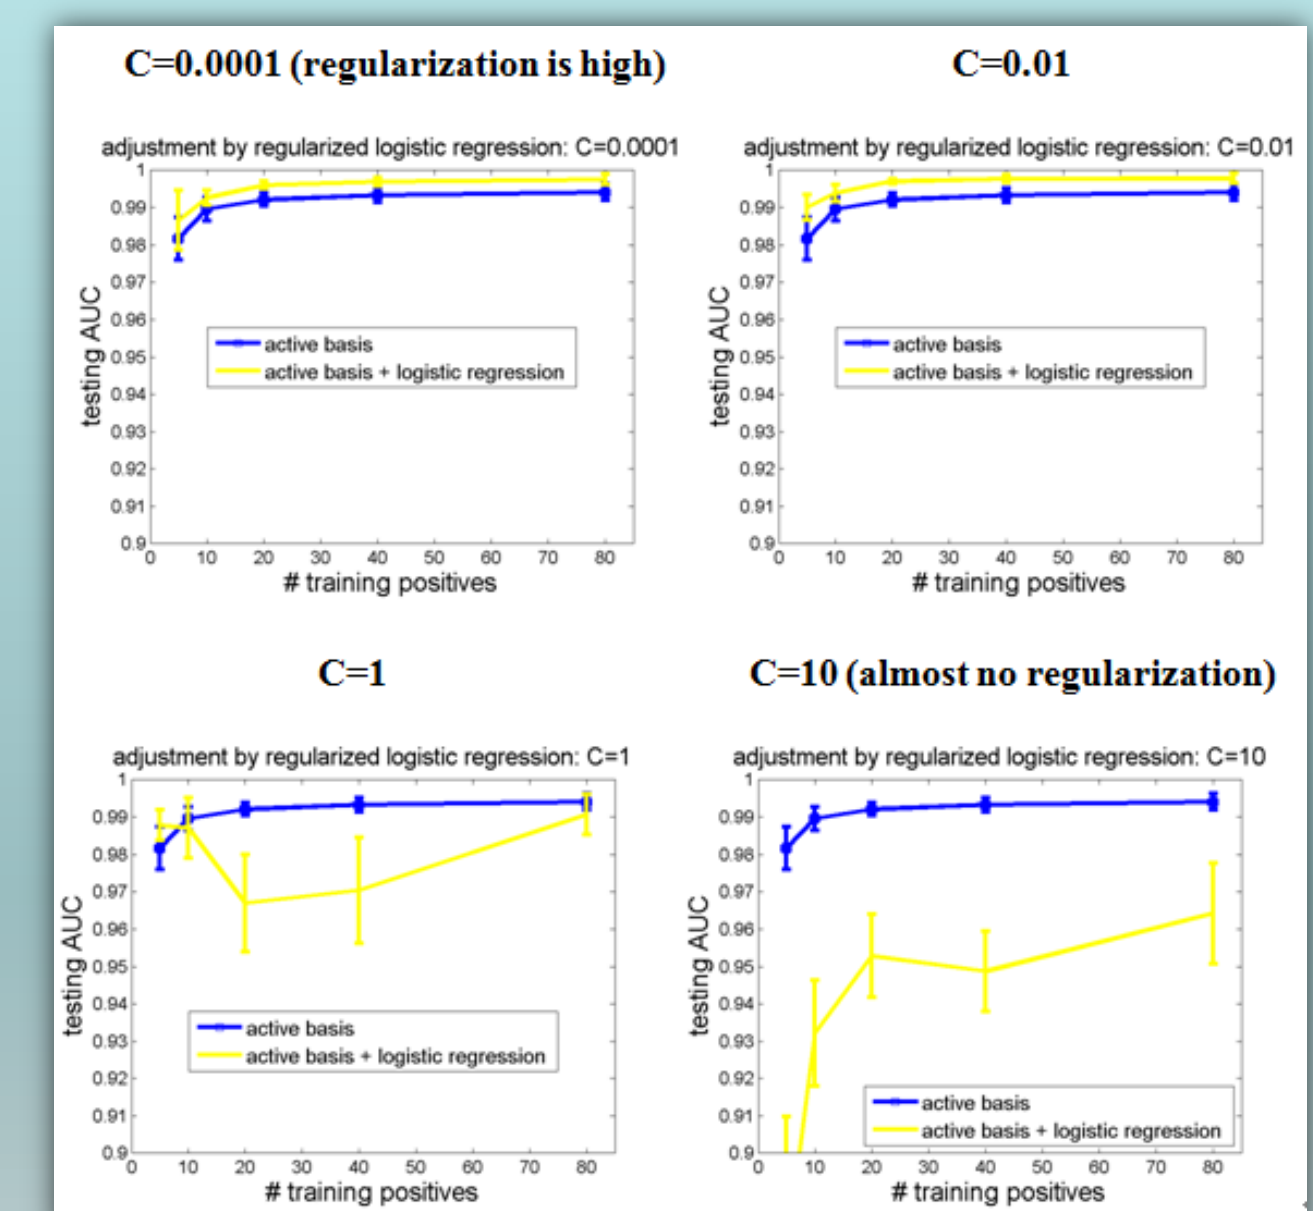 C=0.0001 (regularization is high)
C=0.01
adjustment by regularized logistic regression: C=0.0001
1
0.99
0.98
0.97
0.96
0.95
0.94
0.93
0.92
0.91
0.9
testing AUC
active basis
active basis + logistic regression
0 10 20 30 40 50 60 70 80
# training positives
adjustment by regularized logistic regression: C=0.01
1
0.99
0.98
0.97
0.96
0.95
0.94
0.93
0.92
0.91
0.9
testing AUC
active basis
active basis + logistic regression
0 10 20 30 40 50 60 70 80
# training positives
C=1
C=10 (almost no regularization)
adjustment by regularized logistic regression: C=1
1
0.99
0.98
0.97
0.96
0.95
0.94
0.93
0.92
0.91
0.9
testing AUC
active basis
active basis + logistic regression
0 10 20 30 40 50 60 70 80
# training positives
adjustment by regularized logistic regression: C=10
1
0.99
0.98
0.97
0.96
0.95
0.94
0.93
0.92
0.91
0.9
testing AUC
active basis
active basis + logistic regression
0 10 20 30 40 50 60 70 80
# training positives